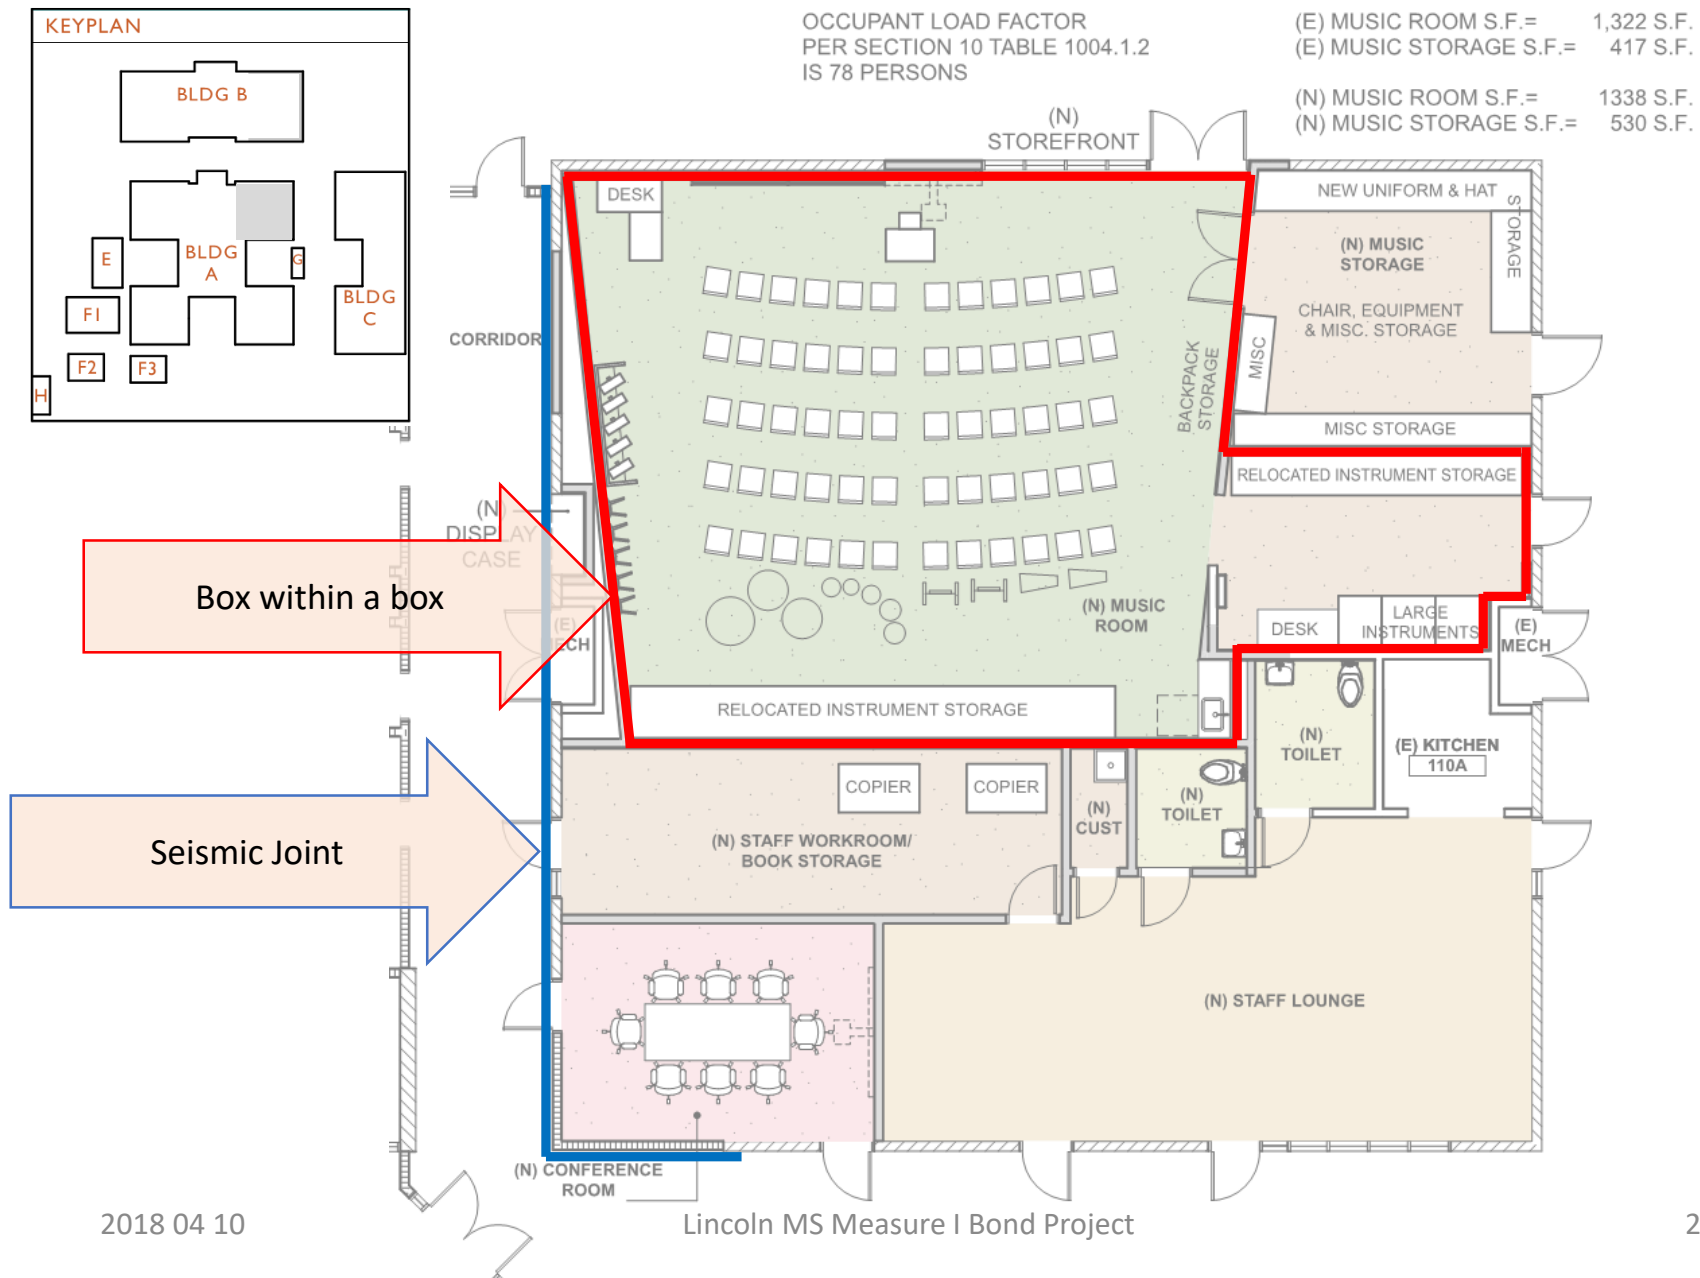 KEYPLAN
BLDG B
BLDG
A
E
G
F1
BLDG
C
F2
F3
H
OCCUPANT LOAD FACTOR
PER SECTION 10 TABLE 1004.1.2
IS 78 PERSONS
(E) MUSIC ROOM S.F.= 1,322 S.F.
(E) MUSIC STORAGE S.F.= 417 S.F.
(N) MUSIC ROOM S.F.= 1338 S.F.
(N) MUSIC STORAGE S.F.= 530 S.F.
(N)
STOREFRONT
DESK
NEW UNIFORM & HAT
STORAGE
(N) MUSIC
STORAGE
CHAIR, EQUIPMENT
& MISC. STORAGE
CORRIDOR
MISC
BACKPACK
STORAGE
MISC STORAGE
RELOCATED INSTRUMENT STORAGE
(N)
DISPLAY
CASE
Box within a box
(E)
MECH
(N) MUSIC
ROOM
DESK
LARGE
INSTRUMENTS
(E)
MECH
RELOCATED INSTRUMENT STORAGE
(N)
TOILET
(E) KITCHEN
110A
COPIER
COPIER
(N)
CUST
(N)
TOILET
(N) STAFF WORKROOM/
BOOK STORAGE
Seismic Joint
(N) STAFF LOUNGE
(N) CONFERENCE
ROOM
2018 04 10
Lincoln MS Measure I Bond Project
2